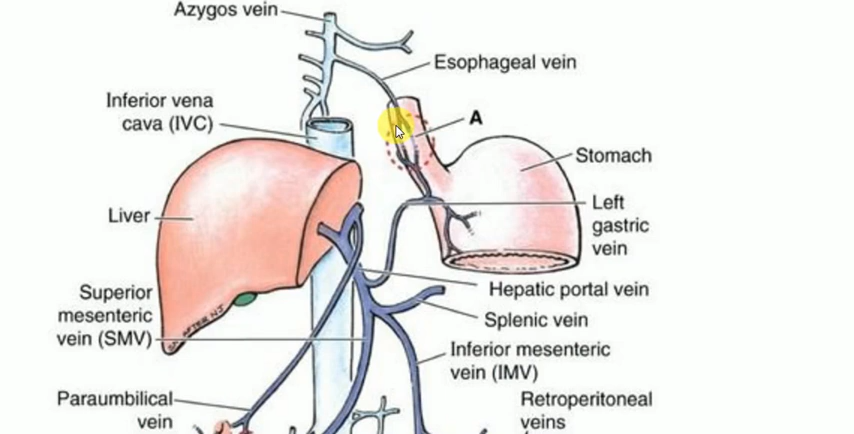 Azygos vein
Esophageal vein
Inferior vena
cava (IVC)
A
Stomach
Liver
Left
gastric
vein
Hepatic portal vein
Superior
mesenteric
vein (SMV)
Splenic vein
Inferior mesenteric
vein (IMV)
Paraumbilical
vein
Retroperitoneal
veins